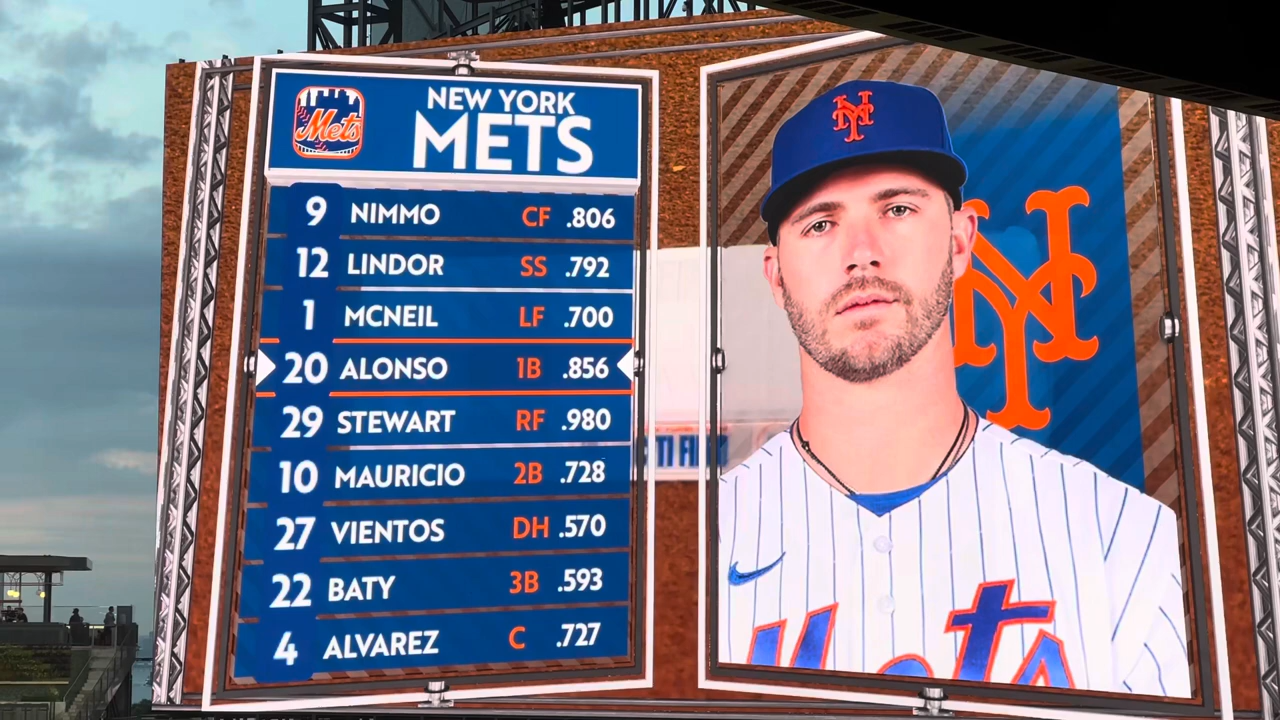 Mets
NEW YORK
METS
9 NIMMO CF .806
12 LINDOR SS .792
1 MCNEIL LF .700
20 ALONSO 1B .856
29 STEWART RF .980
10 MAURICIO 2B .728
27 VIENTOS DH .570
22 BATY 3B .593
4 ALVAREZ C .727
NY
NY
Mets